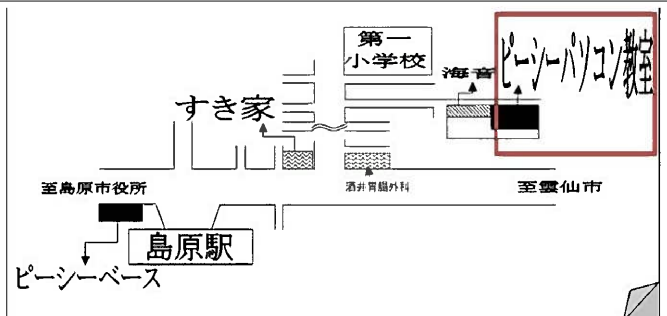 第一
小学校
海音
ピーシーパソコン教室
すき家
至島原市役所
酒井胃腸外科
至雲仙市
島原駅
ピーシーベース